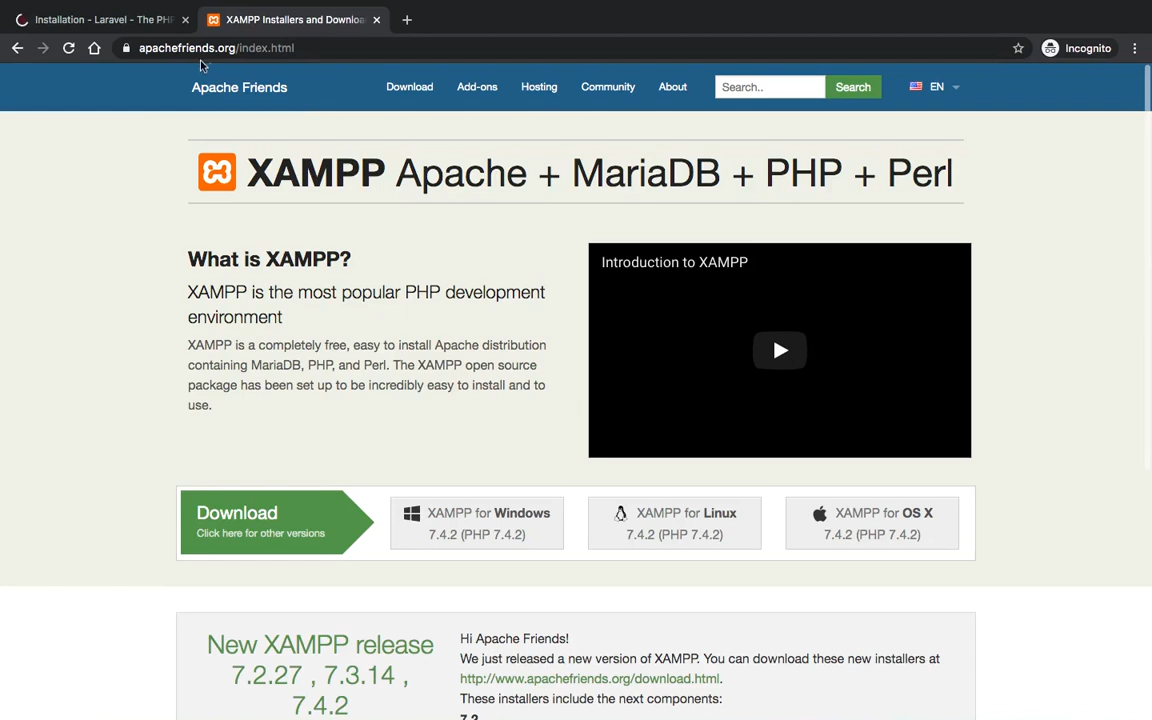 Installation - Laravel - The PHP
XAMPP Installers and Downloa
apachefriends.org/index.html
Incognito
Apache Friends
Download
Add-ons
Hosting
Community
About
Search..
Search
EN
XAMPP Apache + MariaDB + PHP + Perl
What is XAMPP?
XAMPP is the most popular PHP development
environment
XAMPP is a completely free, easy to install Apache distribution
containing MariaDB, PHP, and Perl. The XAMPP open source
package has been set up to be incredibly easy to install and to
use.
Introduction to XAMPP
Download
Click here for other versions
XAMPP for Windows
7.4.2 (PHP 7.4.2)
XAMPP for Linux
7.4.2 (PHP 7.4.2)
XAMPP for OS X
7.4.2 (PHP 7.4.2)
New XAMPP release
7.2.27 , 7.3.14 ,
7.4.2
Hi Apache Friends!
We just released a new version of XAMPP. You can download these new installers at
http://www.apachefriends.org/download.html.
These installers include the next components:
7.2